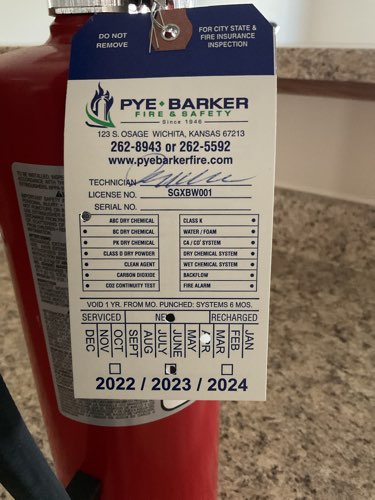 DO NOT REMOVE
FOR CITY STATE & FIRE INSURANCE INSPECTION
PYE BARKER
FIRE & SAFETY
Since 1946
123 S. OSAGE WICHITA, KANSAS 67213
262-8943 or 262-5592
www.pyebarkerfire.com
TECHNICIAN
LICENSE NO. SGXBW001
SERIAL NO.
ABC DRY CHEMICAL
BC DRY CHEMICAL
PK DRY CHEMICAL
CLASS D DRY POWDER
CLEAN AGENT
CARBON DIOXIDE
CO2 CONTINUITY TEST
CLASS K
WATER / FOAM
CA / CO² SYSTEM
DRY CHEMICAL SYSTEM
WET CHEMICAL SYSTEM
BACKFLOW
FIRE ALARM
VOID 1 YR. FROM MO. PUNCHED: SYSTEMS 6 MOS.
SERVICED NE RECHARGED
DEC NOV OCT SEPT AUG JULY JUNE MAY APR MAR FEB JAN
2022 / 2023 / 2024